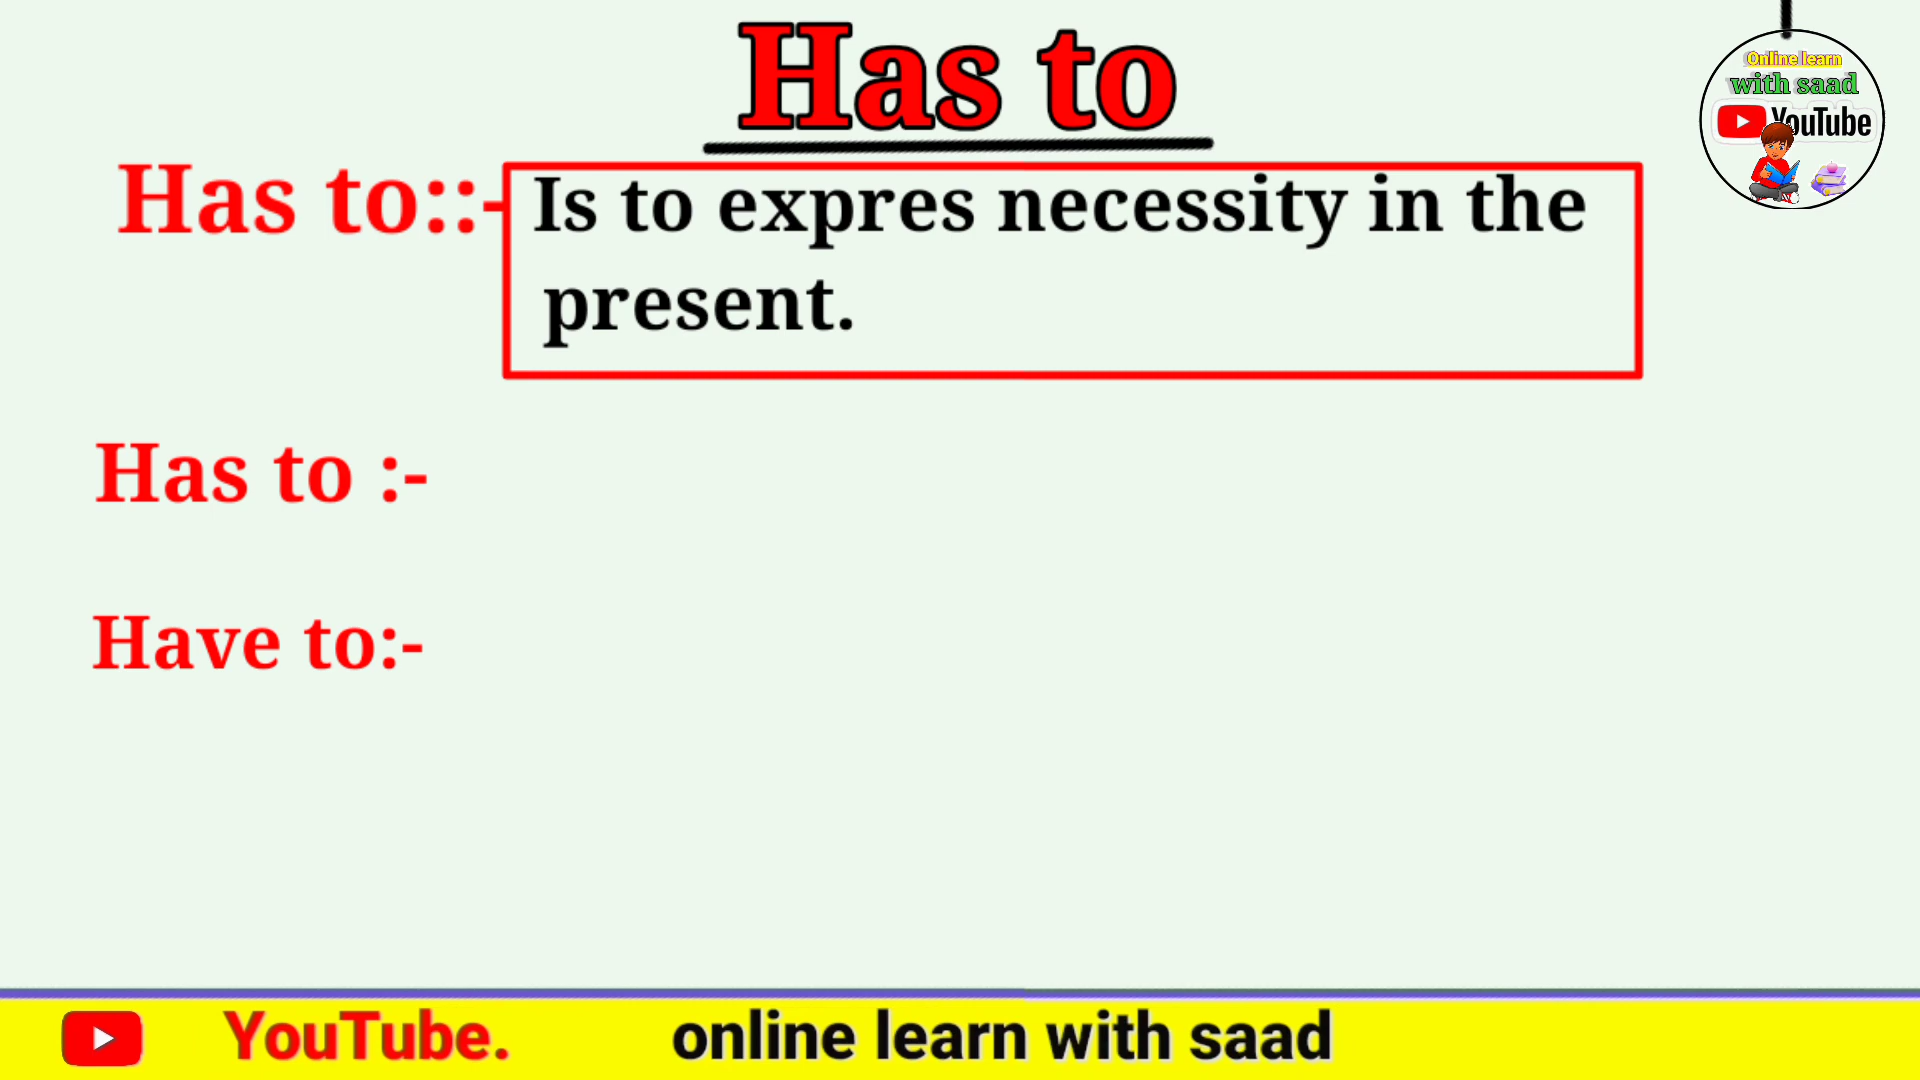 Has to
Online learn
with saad
YouTube
Has to::- Is to expres necessity in the
present.
Has to :-
Have to:-
YouTube. online learn with saad